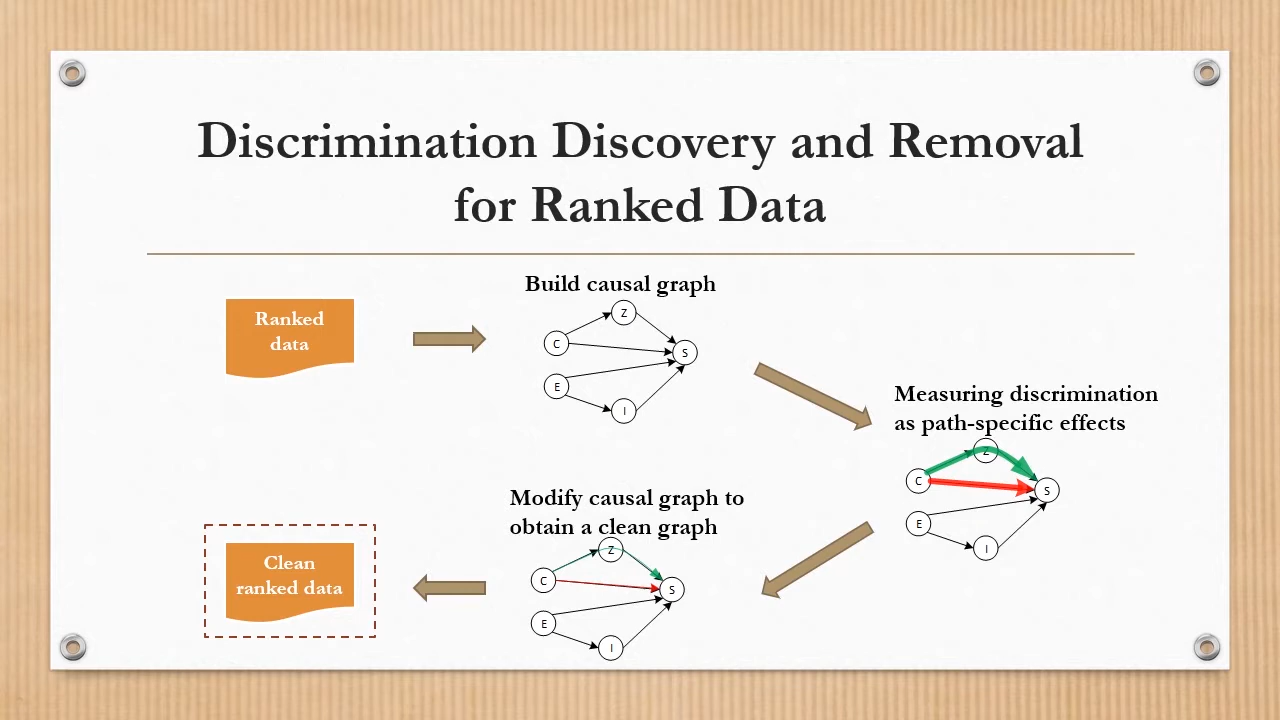 Discrimination Discovery and Removal
for Ranked Data
Ranked
data
Build causal graph
Z
C
S
E
I
Measuring discrimination
as path-specific effects
Z
C
S
E
I
Modify causal graph to
obtain a clean graph
Z
C
S
E
I
Clean
ranked data